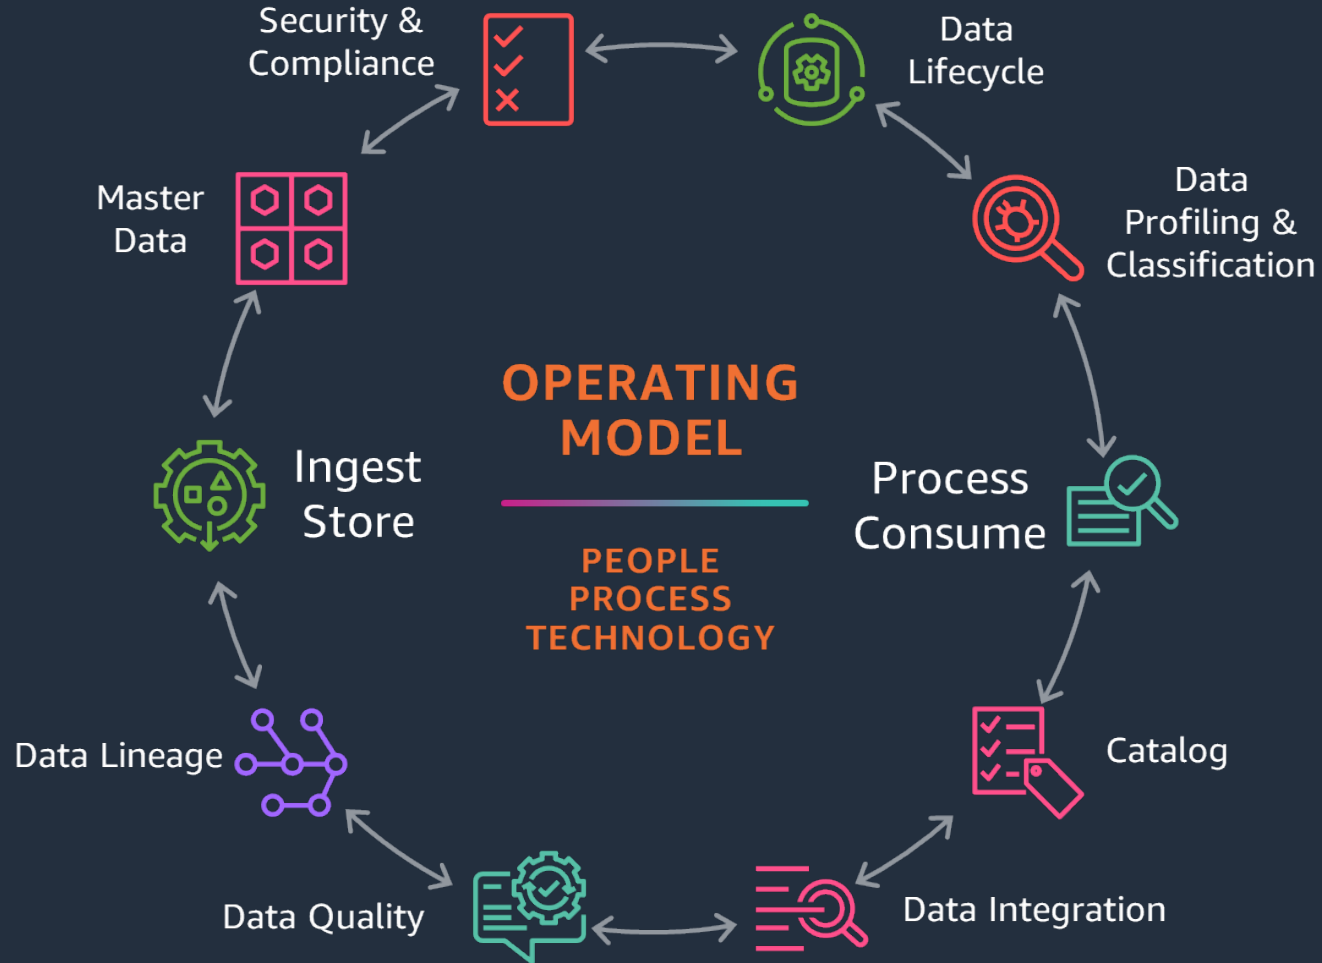 Security &
Compliance
Data
Lifecycle
Master
Data
Data
Profiling &
Classification
OPERATING
MODEL
Ingest
Store
Process
Consume
PEOPLE
PROCESS
TECHNOLOGY
Data Lineage
Catalog
Data Quality
Data Integration